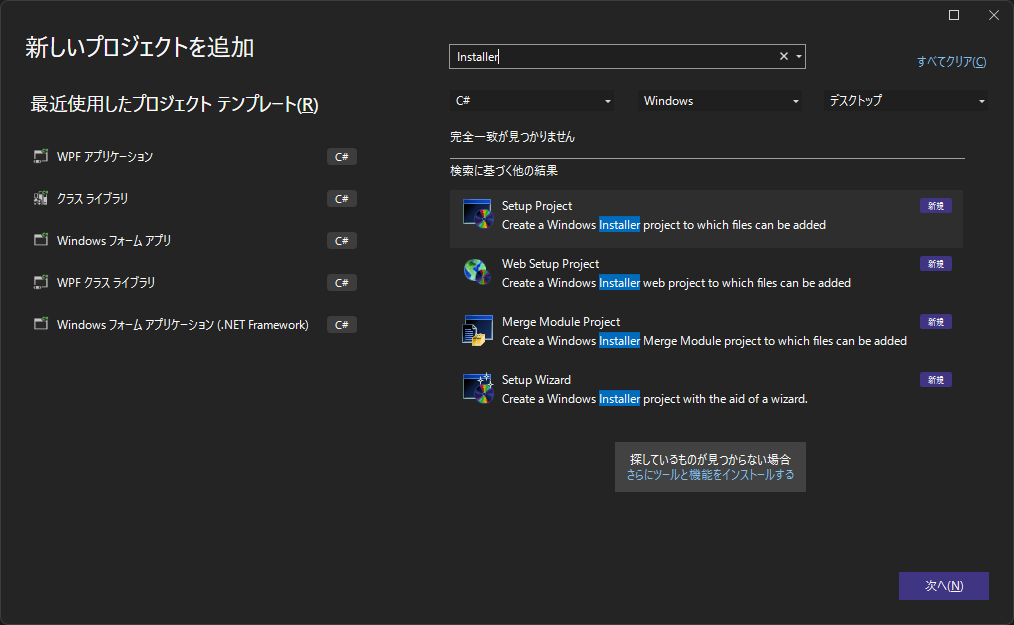 新しいプロジェクトを追加
Installer
すべてクリア(C)
最近使用したプロジェクト テンプレート(R)
C#
Windows
デスクトップ
WPF アプリケーション C#
クラス ライブラリ C#
Windows フォーム アプリ C#
WPF クラス ライブラリ C#
Windows フォーム アプリケーション (.NET Framework) C#
完全一致が見つかりません
検索に基づく他の結果
Setup Project 新規
Create a Windows Installer project to which files can be added
Web Setup Project 新規
Create a Windows Installer web project to which files can be added
Merge Module Project 新規
Create a Windows Installer Merge Module project to which files can be added
Setup Wizard 新規
Create a Windows Installer project with the aid of a wizard.
探しているものが見つからない場合
さらにツールと機能をインストールする
次へ(N)